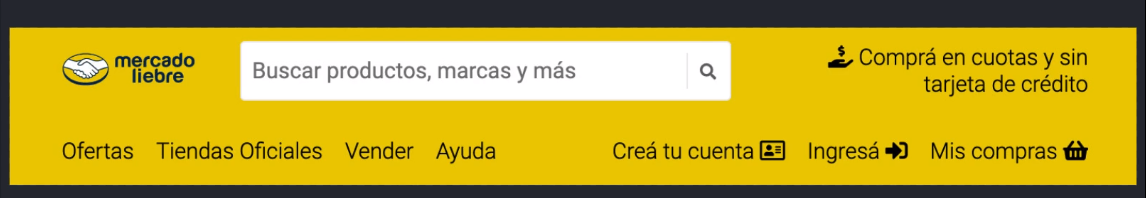 mercado
liebre
Buscar productos, marcas y más
Comprá en cuotas y sin
tarjeta de crédito
Ofertas Tiendas Oficiales Vender Ayuda Creá tu cuenta Ingresá Mis compras